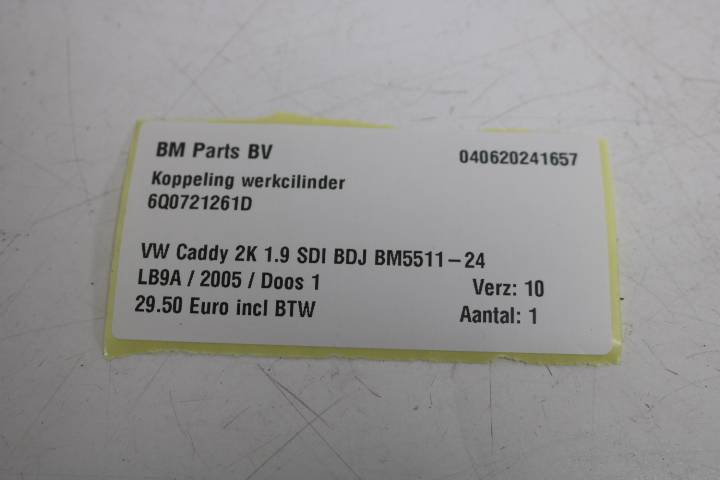 BM Parts BV 040620241657
Koppeling werkcilinder
6Q0721261D
VW Caddy 2K 1.9 SDI BDJ BM5511-24
LB9A / 2005 / Doos 1 Verz: 10
29.50 Euro incl BTW Aantal: 1